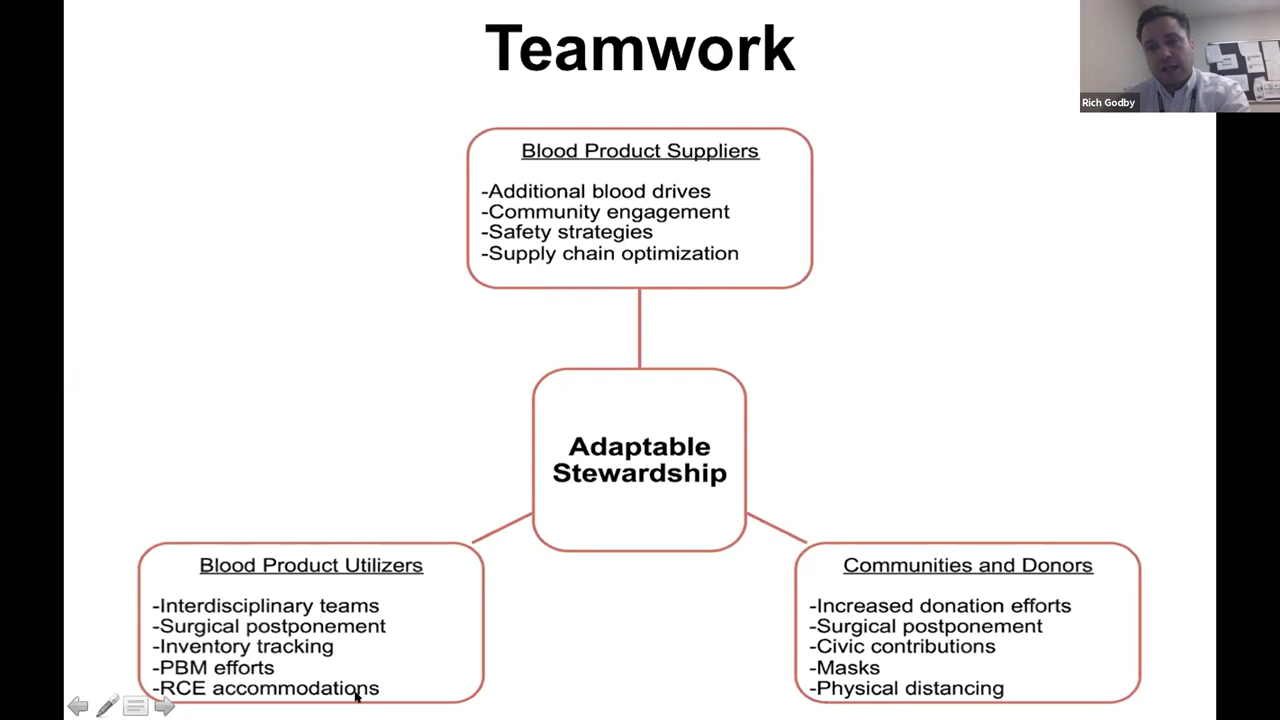 Teamwork
Rich Godby
Blood Product Suppliers
-Additional blood drives
-Community engagement
-Safety strategies
-Supply chain optimization
Adaptable
Stewardship
Blood Product Utilizers
-Interdisciplinary teams
-Surgical postponement
-Inventory tracking
-PBM efforts
-RCE accommodations
Communities and Donors
-Increased donation efforts
-Surgical postponement
-Civic contributions
-Masks
-Physical distancing